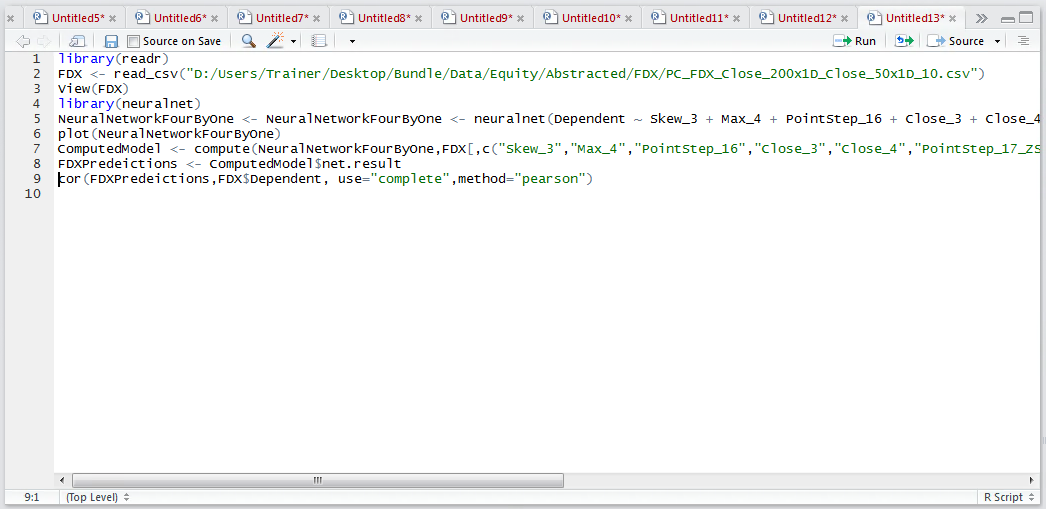 Untitled5* Untitled6* Untitled7* Untitled8* Untitled9* Untitled10* Untitled11* Untitled12* Untitled13*
Source on Save Run Source
1 library(readr)
2 FDX <- read_csv("D:/Users/Trainer/Desktop/Bundle/Data/Equity/Abstracted/FDX/PC_FDX_Close_200x1D_Close_50x1D_10.csv")
3 View(FDX)
4 library(neuralnet)
5 NeuralNetworkFourByOne <- NeuralNetworkFourByOne <- neuralnet(Dependent ~ Skew_3 + Max_4 + PointStep_16 + Close_3 + Close_4
6 plot(NeuralNetworkFourByOne)
7 ComputedModel <- compute(NeuralNetworkFourByOne,FDX[,c("Skew_3","Max_4","PointStep_16","Close_3","Close_4","PointStep_17_ZS
8 FDXPredeictions <- ComputedModel$net.result
9 cor(FDXPredeictions,FDX$Dependent, use="complete",method="pearson")
10
9:1 (Top Level) R Script